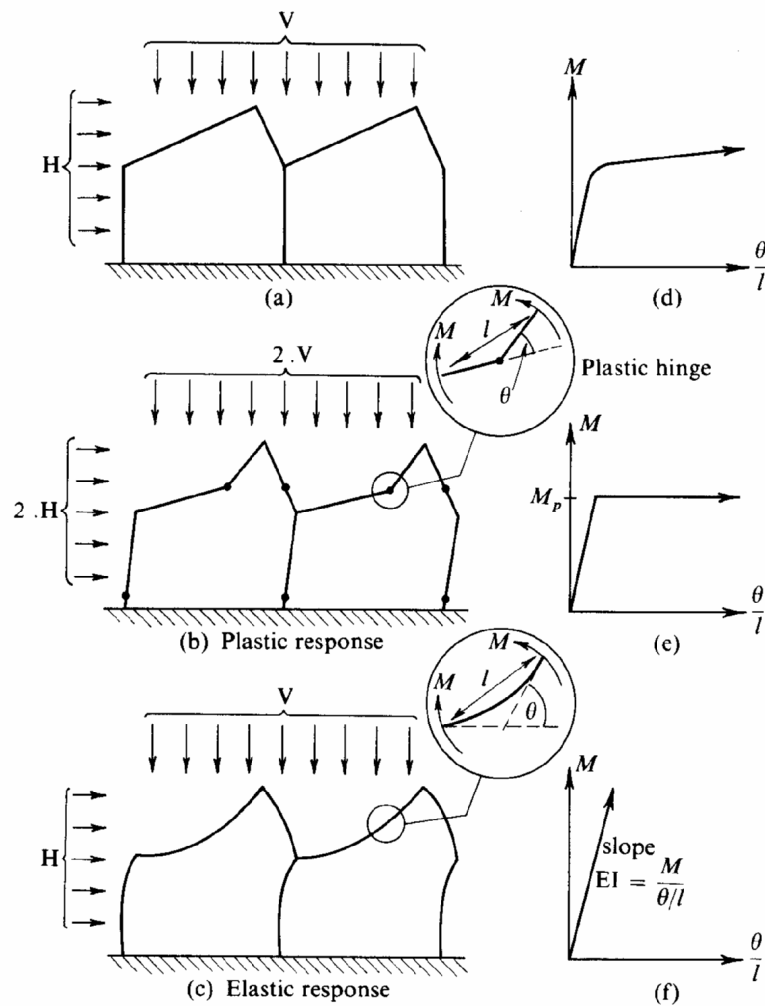 V
H
(a)
M
θ/l
(d)
2 . V
2 . H
M
M
l
θ
Plastic hinge
(b) Plastic response
M
M_p
θ/l
(e)
V
H
M
M
l
θ
(c) Elastic response
M
slope
EI = M/(θ/l)
θ/l
(f)